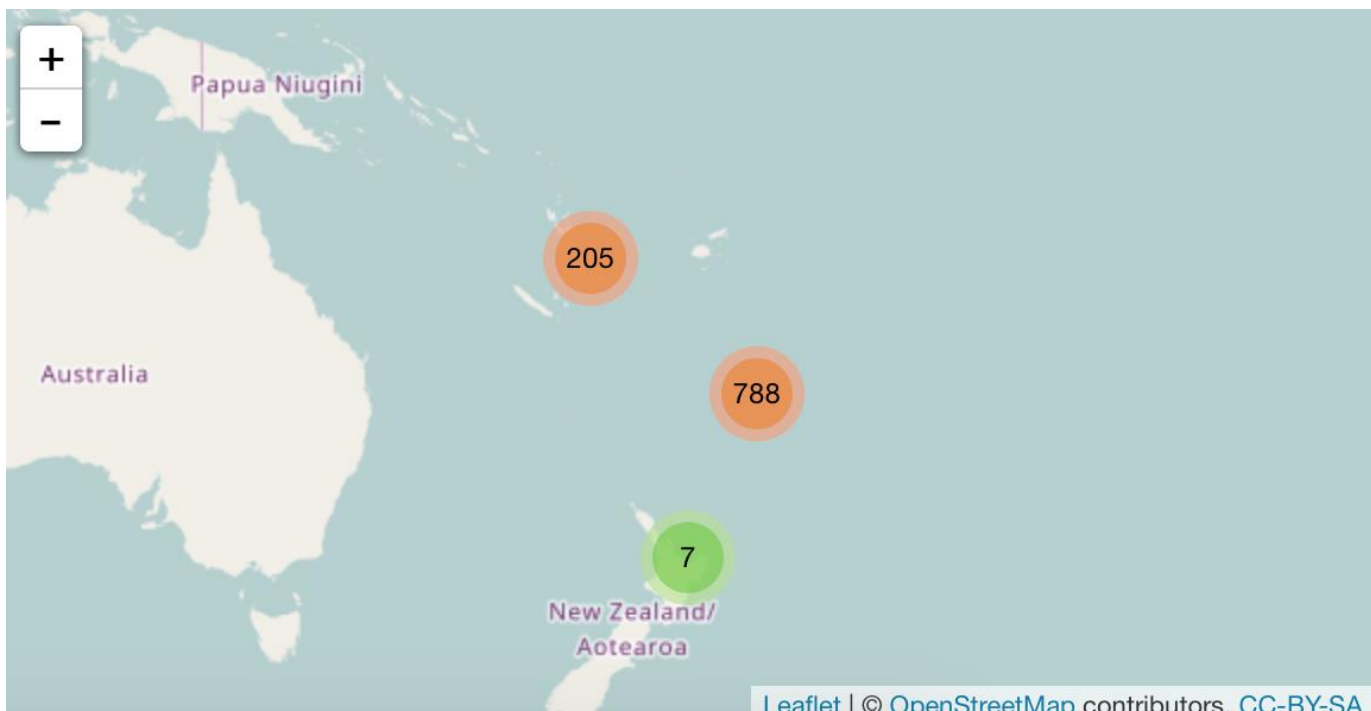 +
Papua Niugini
−
205
Australia
788
7
New Zealand/
Aotearoa
Leaflet | © OpenStreetMap contributors, CC-BY-SA